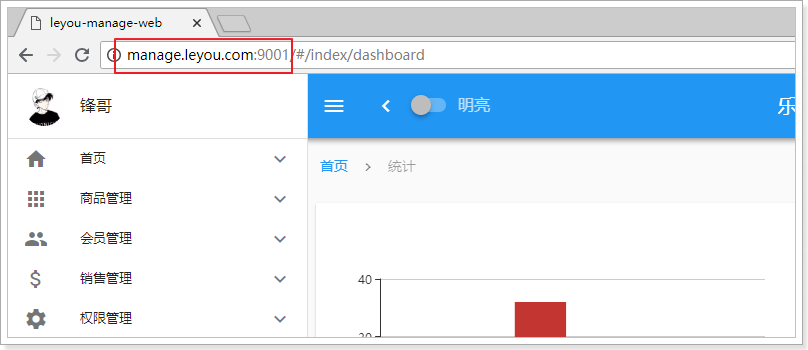 leyou-manage-web
manage.leyou.com:9001/#/index/dashboard
锋哥
明亮
乐
首页
首页
统计
商品管理
会员管理
销售管理
权限管理
40